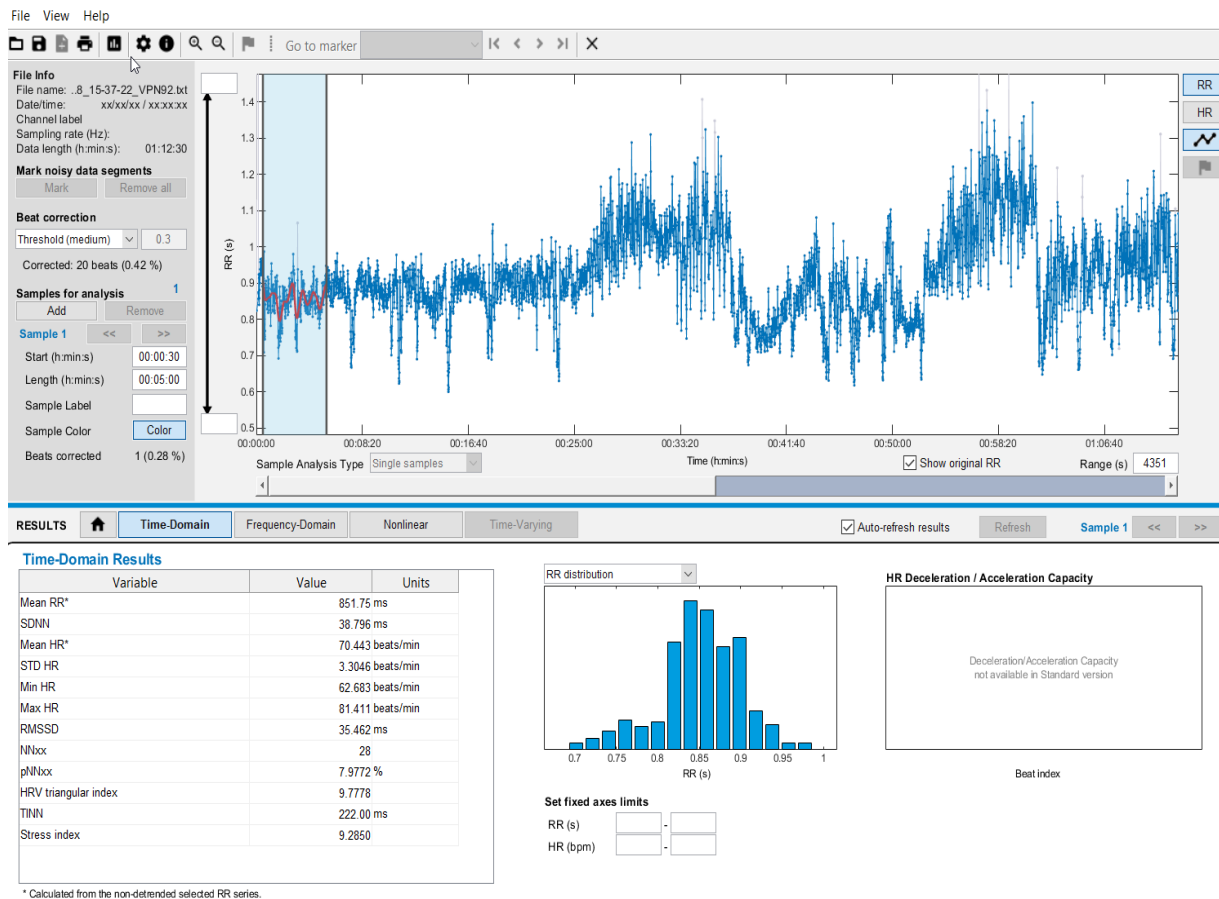 File View Help
Go to marker
File Info
File name: ..8_15-37-22_VPN92.txt
Date/time: xx/xx/xx / xx:xx:xx
Channel label
Sampling rate (Hz):
Data length (h:min:s): 01:12:30
Mark noisy data segments
Mark Remove all
Beat correction
Threshold (medium) 0.3
Corrected: 20 beats (0.42 %)
Samples for analysis 1
Add Remove
Sample 1 << >>
Start (h:min:s) 00:00:30
Length (h:min:s) 00:05:00
Sample Label
Sample Color Color
Beats corrected 1 (0.28 %)
RR (s)
1.4
1.3
1.2
1.1
1
0.9
0.8
0.7
0.6
0.5
00:00:00 00:08:20 00:16:40 00:25:00 00:33:20 00:41:40 00:50:00 00:58:20 01:06:40
Time (h:min:s)
RR
HR
Sample Analysis Type Single samples
Show original RR Range (s) 4351
RESULTS Time-Domain Frequency-Domain Nonlinear Time-Varying
Auto-refresh results Refresh Sample 1 << >>
Time-Domain Results
Variable Value Units
Mean RR* 851.75 ms
SDNN 38.796 ms
Mean HR* 70.443 beats/min
STD HR 3.3046 beats/min
Min HR 62.683 beats/min
Max HR 81.411 beats/min
RMSSD 35.462 ms
NNxx 28
pNNxx 7.9772 %
HRV triangular index 9.7778
TINN 222.00 ms
Stress index 9.2850
* Calculated from the non-detrended selected RR series.
RR distribution
0.7 0.75 0.8 0.85 0.9 0.95 1
RR (s)
Set fixed axes limits
RR (s) -
HR (bpm) -
HR Deceleration / Acceleration Capacity
Deceleration/Acceleration Capacity
not available in Standard version
Beat index